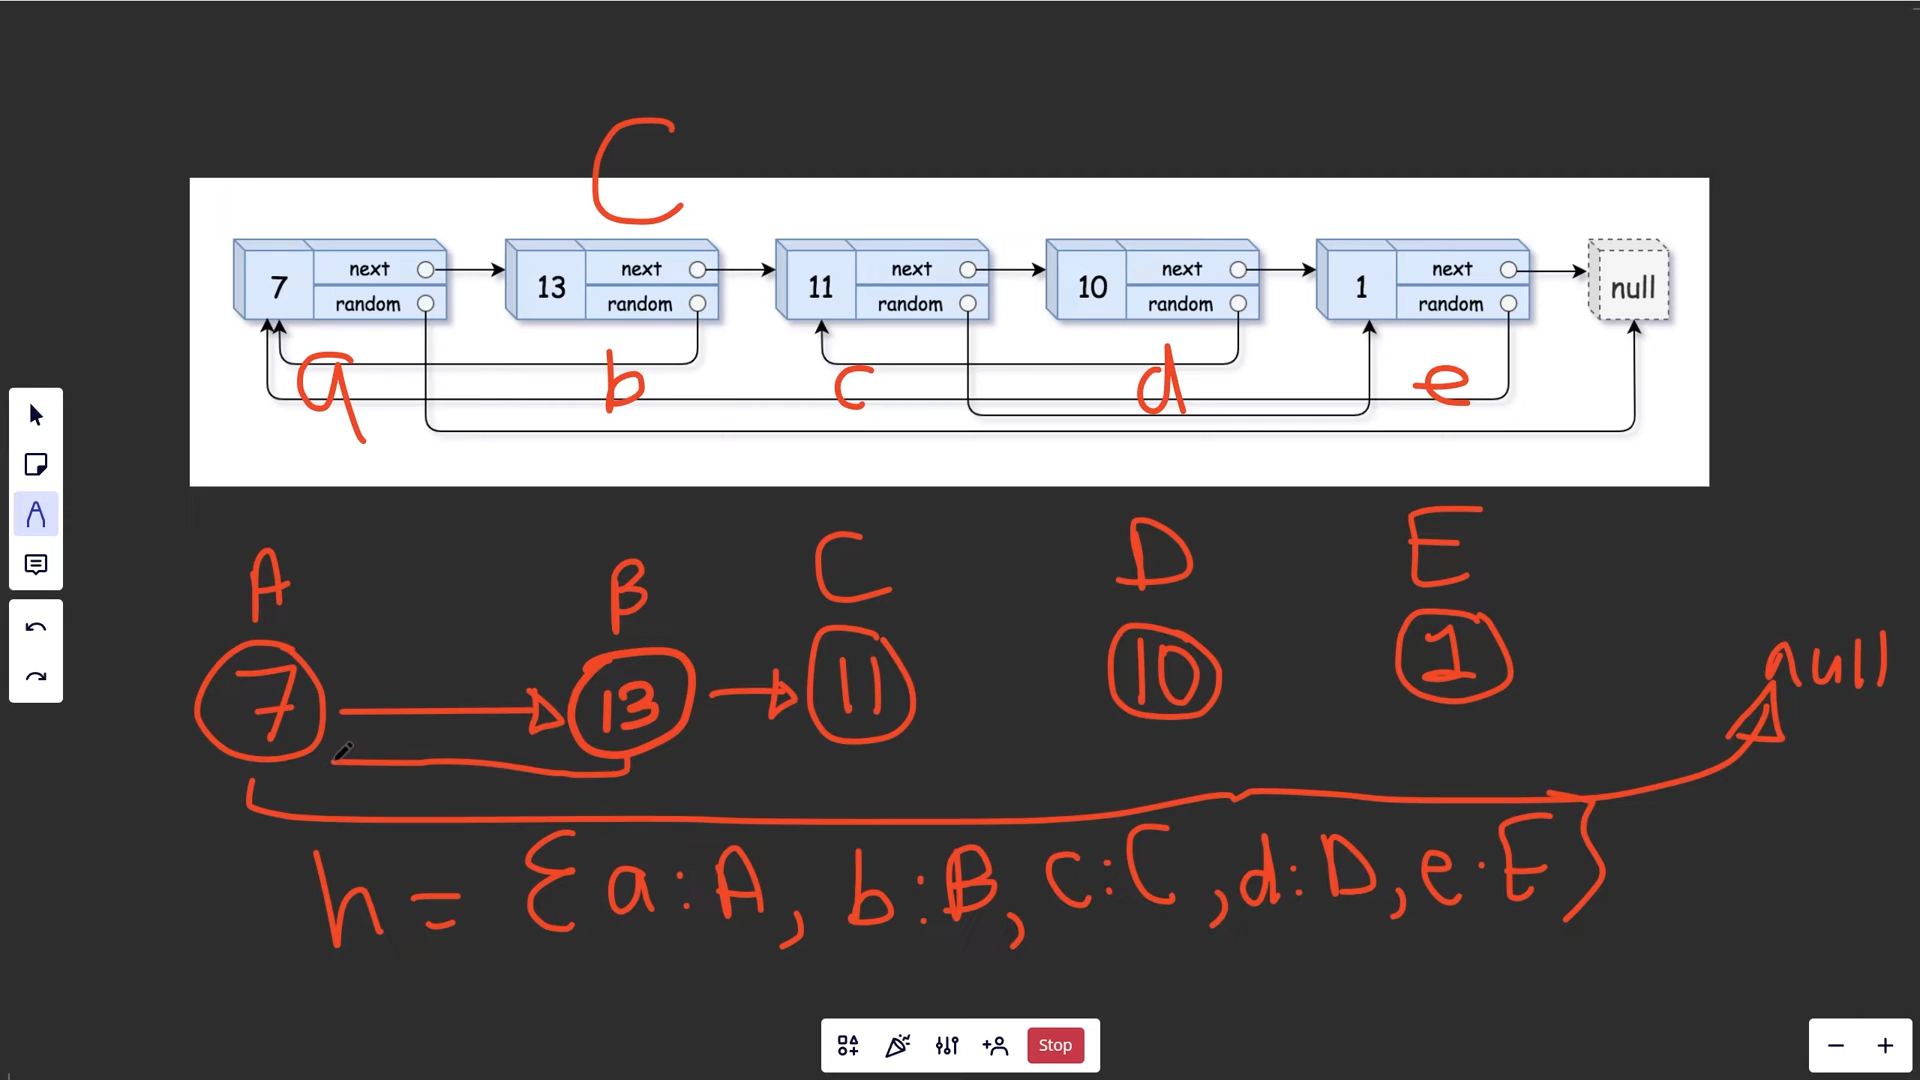 C
7 next random 13 next random 11 next random 10 next random 1 next random null
a b c d e
A B C D E
7 13 11 10 1 null
h = { a : A , b : B , c : C , d : D , e . E }
Stop